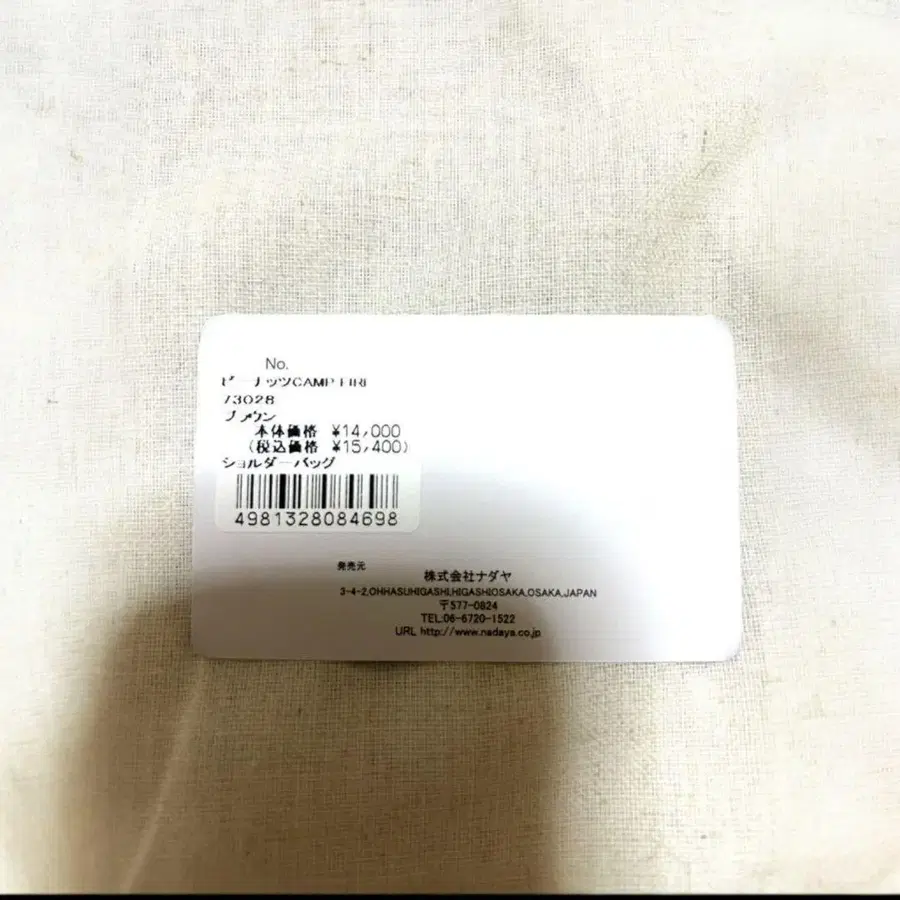 No.
ピーナッツCAMP FIRE
73028
ブラウン
本体価格 ¥14,000
(税込価格 ¥15,400)
ショルダーバッグ
4981328084698
発売元
株式会社ナダヤ
3-4-2,OHHASUHIGASHI,HIGASHIOSAKA,OSAKA,JAPAN
〒577-0824
TEL:06-6720-1522
URL http://www.nadaya.co.jp